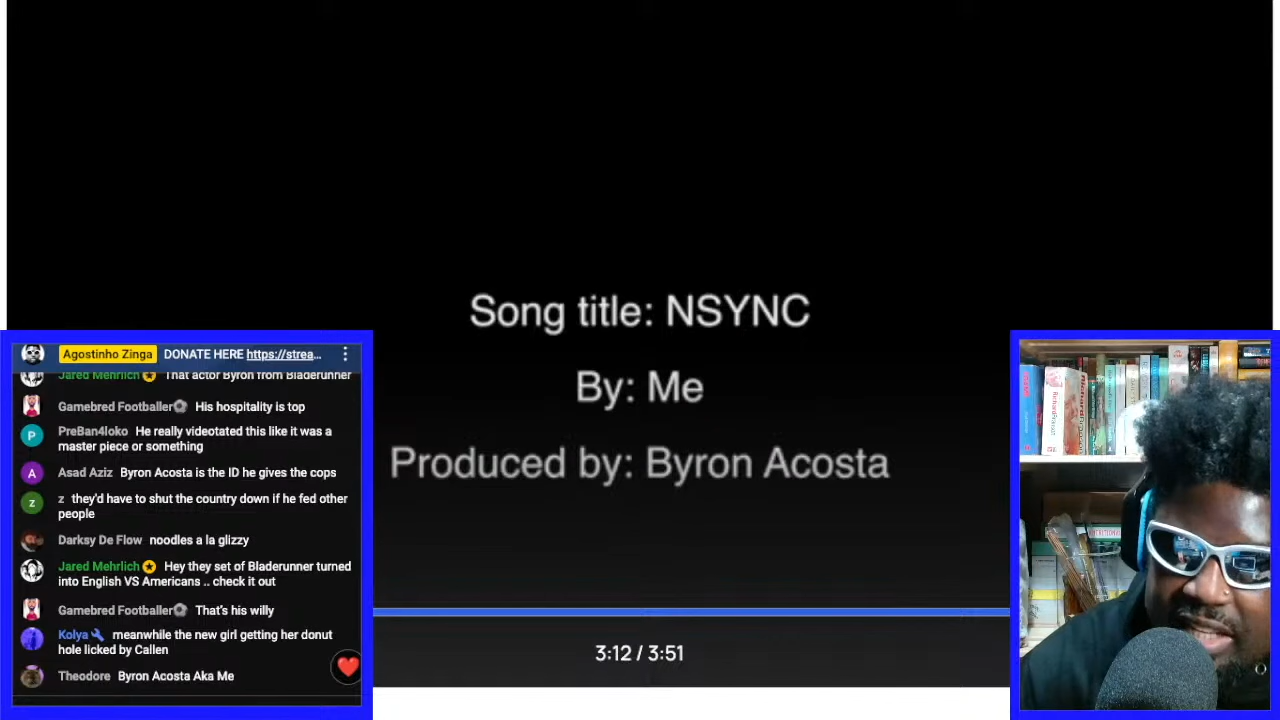 Song title: NSYNC
By: Me
Produced by: Byron Acosta
3:12 / 3:51
Agostinho Zinga DONATE HERE https://strea...
Jared Mehrlich That actor Byron from Bladerunner
Gamebred Footballer His hospitality is top
P
PreBan4loko He really videotated this like it was a
master piece or something
A
Asad Aziz Byron Acosta is the ID he gives the cops
z
z they'd have to shut the country down if he fed other
people
Darksy De Flow noodles a la glizzy
Jared Mehrlich Hey they set of Bladerunner turned
into English VS Americans .. check it out
Gamebred Footballer That's his willy
Kolya meanwhile the new girl getting her donut
hole licked by Callen
Theodore Byron Acosta Aka Me